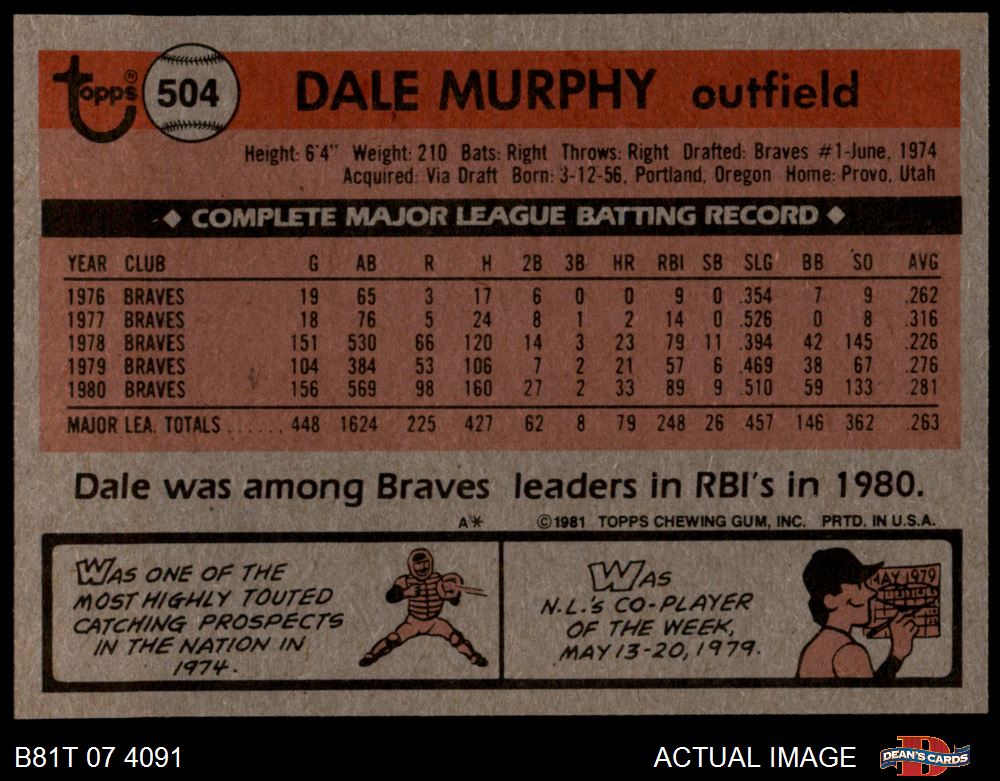 Topps® 504 DALE MURPHY outfield
Height: 6'4" Weight: 210 Bats: Right Throws: Right Drafted: Braves #1-June, 1974
Acquired: Via Draft Born: 3-12-56, Portland, Oregon Home: Provo, Utah
◆ COMPLETE MAJOR LEAGUE BATTING RECORD ◆
YEAR CLUB G AB R H 2B 3B HR RBI SB SLG BB SO AVG
1976 BRAVES 19 65 3 17 6 0 0 9 0 .354 7 9 .262
1977 BRAVES 18 76 5 24 8 1 2 14 0 .526 0 8 .316
1978 BRAVES 151 530 66 120 14 3 23 79 11 .394 42 145 .226
1979 BRAVES 104 384 53 106 7 2 21 57 6 .469 38 67 .276
1980 BRAVES 156 569 98 160 27 2 33 89 9 .510 59 133 .281
MAJOR LEA. TOTALS ...... 448 1624 225 427 62 8 79 248 26 .457 146 362 .263
Dale was among Braves leaders in RBI's in 1980.
A* ©1981 TOPPS CHEWING GUM, INC. PRTD. IN U.S.A.
WAS ONE OF THE
MOST HIGHLY TOUTED
CATCHING PROSPECTS
IN THE NATION IN
1974.
WAS
N.L.'S CO-PLAYER
OF THE WEEK,
MAY 13-20, 1979.
MAY 1979
B81T 07 4091 ACTUAL IMAGE DEAN'S CARDS